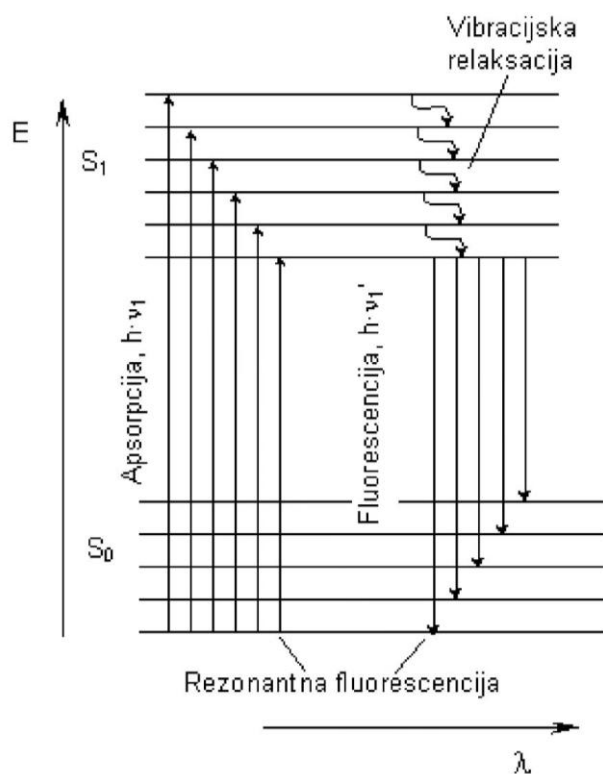 Vibracijska
relaksacija
E
S₁
Apsorpcija, h·ν₁
Fluorescencija, h·ν₁'
S₀
Rezonantna fluorescencija
λ